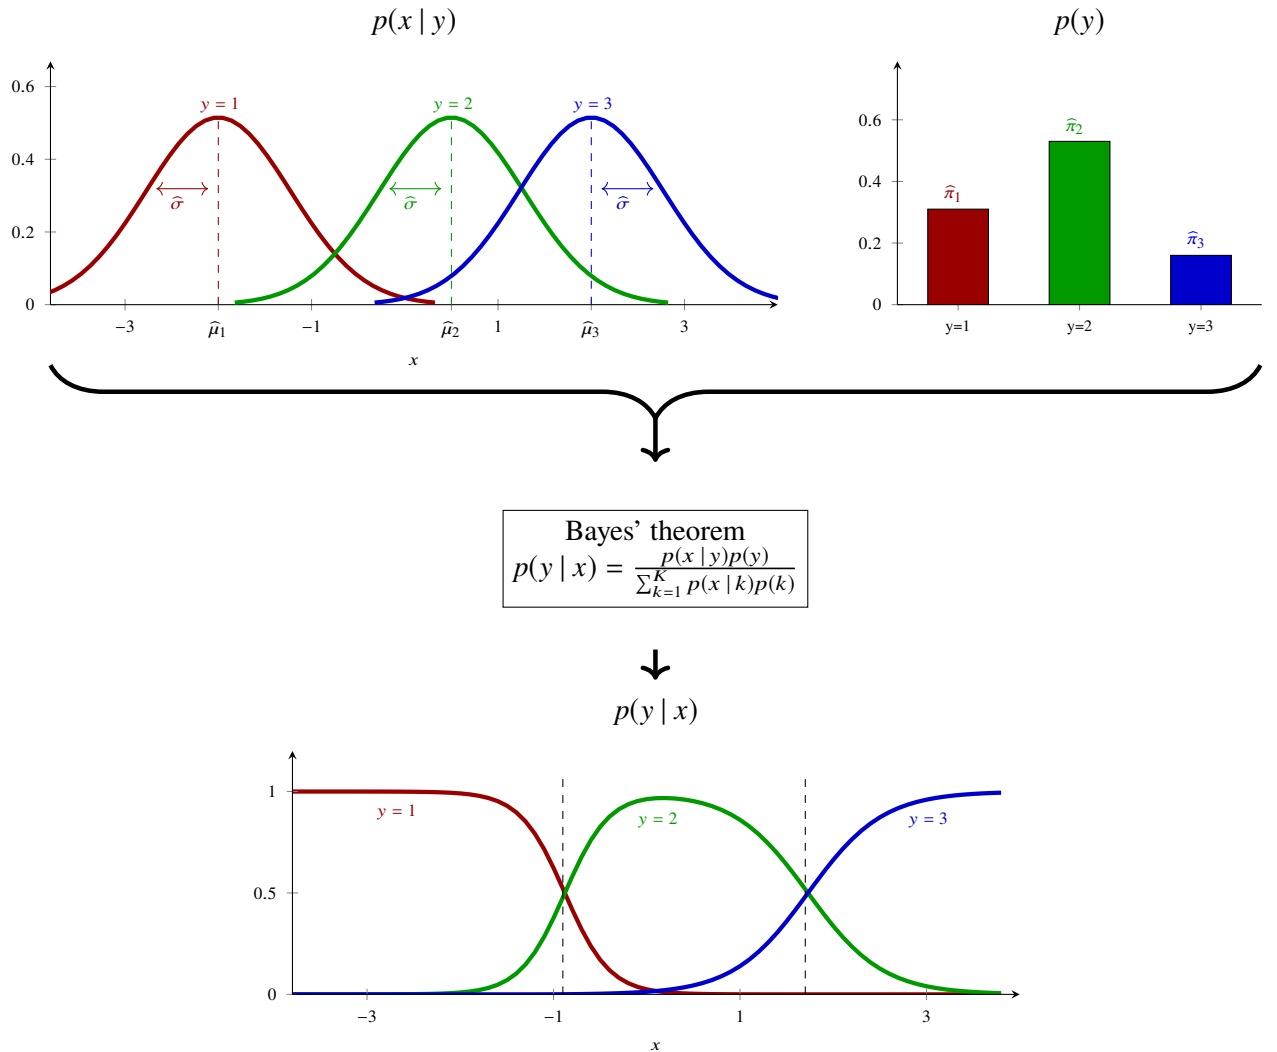 p(x | y)
p(y)
0.6
0.4
0.2
0
y = 1
y = 2
y = 3
σ̂
σ̂
σ̂
−3
μ̂₁
−1
μ̂₂
1
μ̂₃
3
x
0.6
0.4
0.2
0
π̂₁
π̂₂
π̂₃
y=1
y=2
y=3
Bayes’ theorem
p(y | x) = p(x | y)p(y) / ∑ₖ₌₁ᴷ p(x | k)p(k)
p(y | x)
1
0.5
0
y = 1
y = 2
y = 3
−3
−1
1
3
x